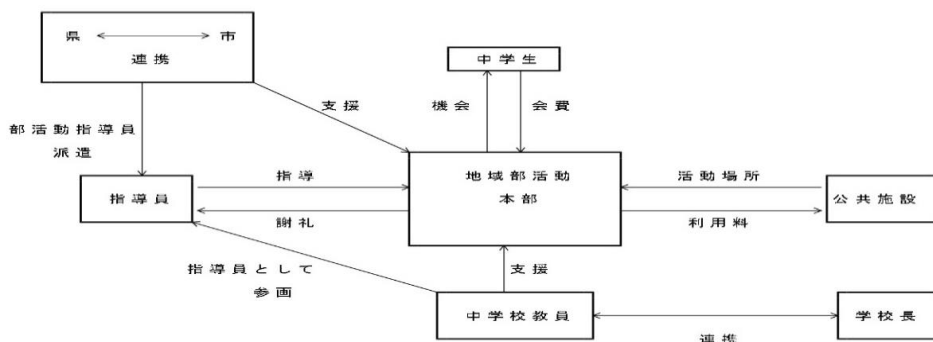 県 市
連携
中学生
機会 会費
支援
部活動指導員
派遣
地域部活動
本部
指導
活動場所
指導員
公共施設
謝礼
利用料
指導員として
参画
支援
中学校教員
学校長
連携